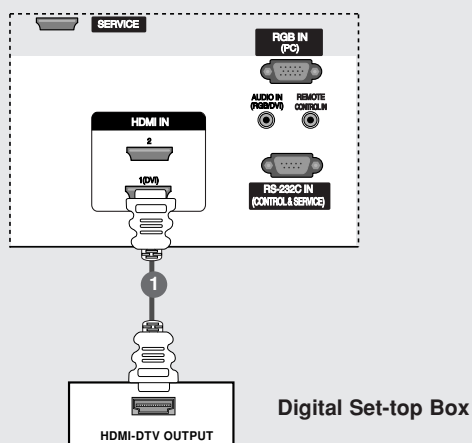 SERVICE
RGB IN
(PC)
AUDIO IN
(RGB/DVI)
REMOTE
CONTROL IN
HDMI IN
2
1(DVI)
RS-232C IN
(CONTROL & SERVICE)
1
Digital Set-top Box
HDMI-DTV OUTPUT